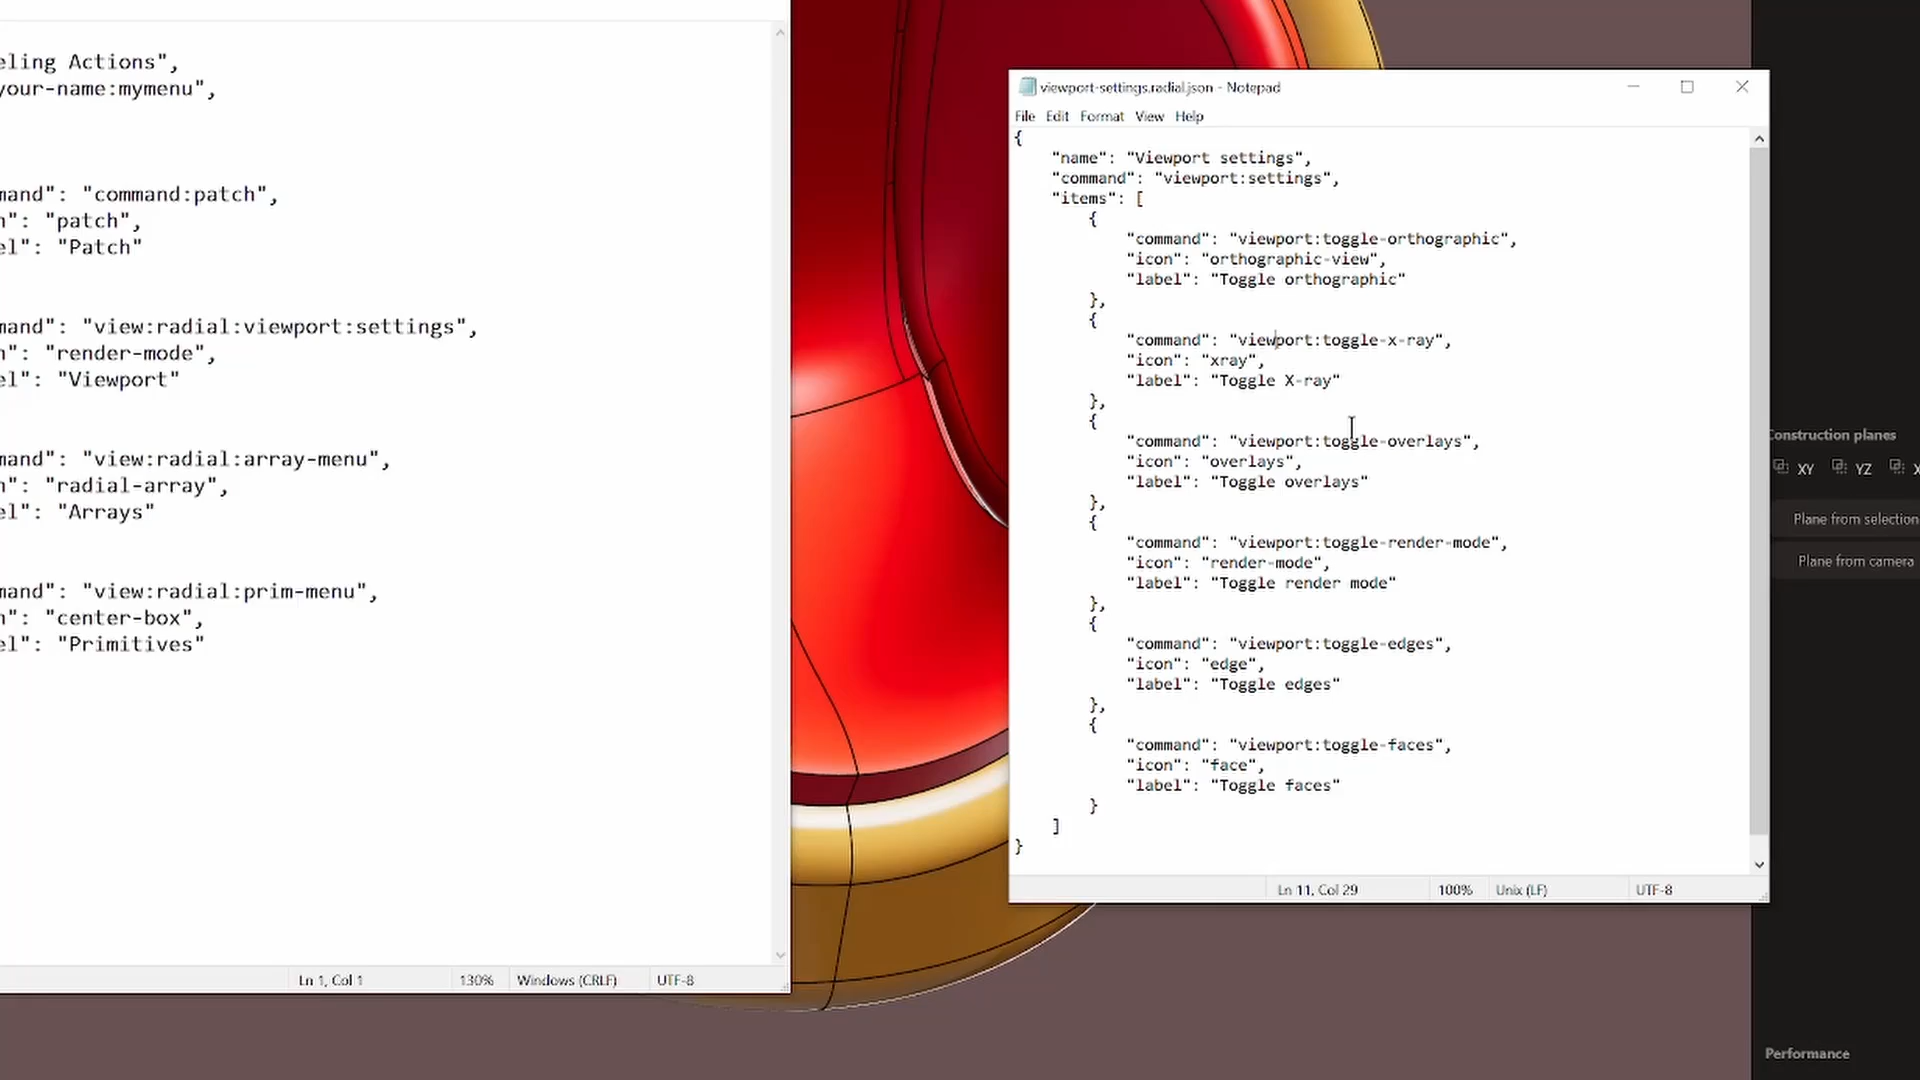 eling Actions",
your-name:mymenu",
mand": "command:patch",
n": "patch",
el": "Patch"
mand": "view:radial:viewport:settings",
n": "render-mode",
el": "Viewport"
mand": "view:radial:array-menu",
n": "radial-array",
el": "Arrays"
mand": "view:radial:prim-menu",
n": "center-box",
el": "Primitives"
Ln 1, Col 1 130% Windows (CRLF) UTF-8
viewport-settings.radial.json - Notepad
File Edit Format View Help
{
"name": "Viewport settings",
"command": "viewport:settings",
"items": [
{
"command": "viewport:toggle-orthographic",
"icon": "orthographic-view",
"label": "Toggle orthographic"
},
{
"command": "viewport:toggle-x-ray",
"icon": "xray",
"label": "Toggle X-ray"
},
{
"command": "viewport:toggle-overlays",
"icon": "overlays",
"label": "Toggle overlays"
},
{
"command": "viewport:toggle-render-mode",
"icon": "render-mode",
"label": "Toggle render mode"
},
{
"command": "viewport:toggle-edges",
"icon": "edge",
"label": "Toggle edges"
},
{
"command": "viewport:toggle-faces",
"icon": "face",
"label": "Toggle faces"
}
]
}
Ln 11, Col 29 100% Unix (LF) UTF-8
Construction planes
XY YZ X
Plane from selection
Plane from camera
Performance